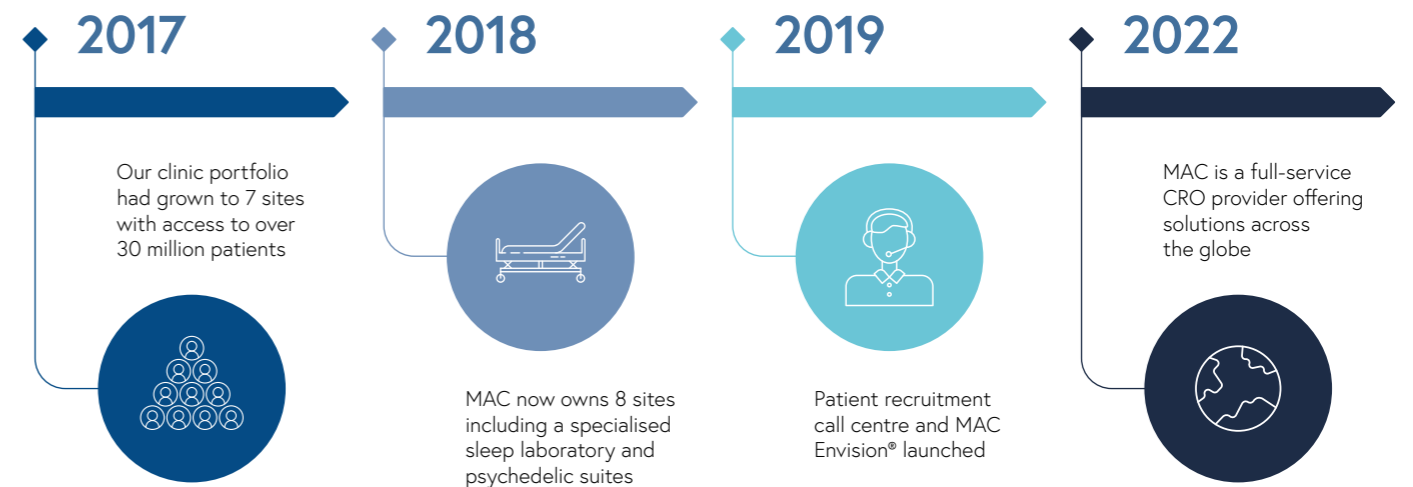 2017
Our clinic portfolio
had grown to 7 sites
with access to over
30 million patients
2018
MAC now owns 8 sites
including a specialised
sleep laboratory and
psychedelic suites
2019
Patient recruitment
call centre and MAC
Envision® launched
2022
MAC is a full-service
CRO provider offering
solutions across
the globe